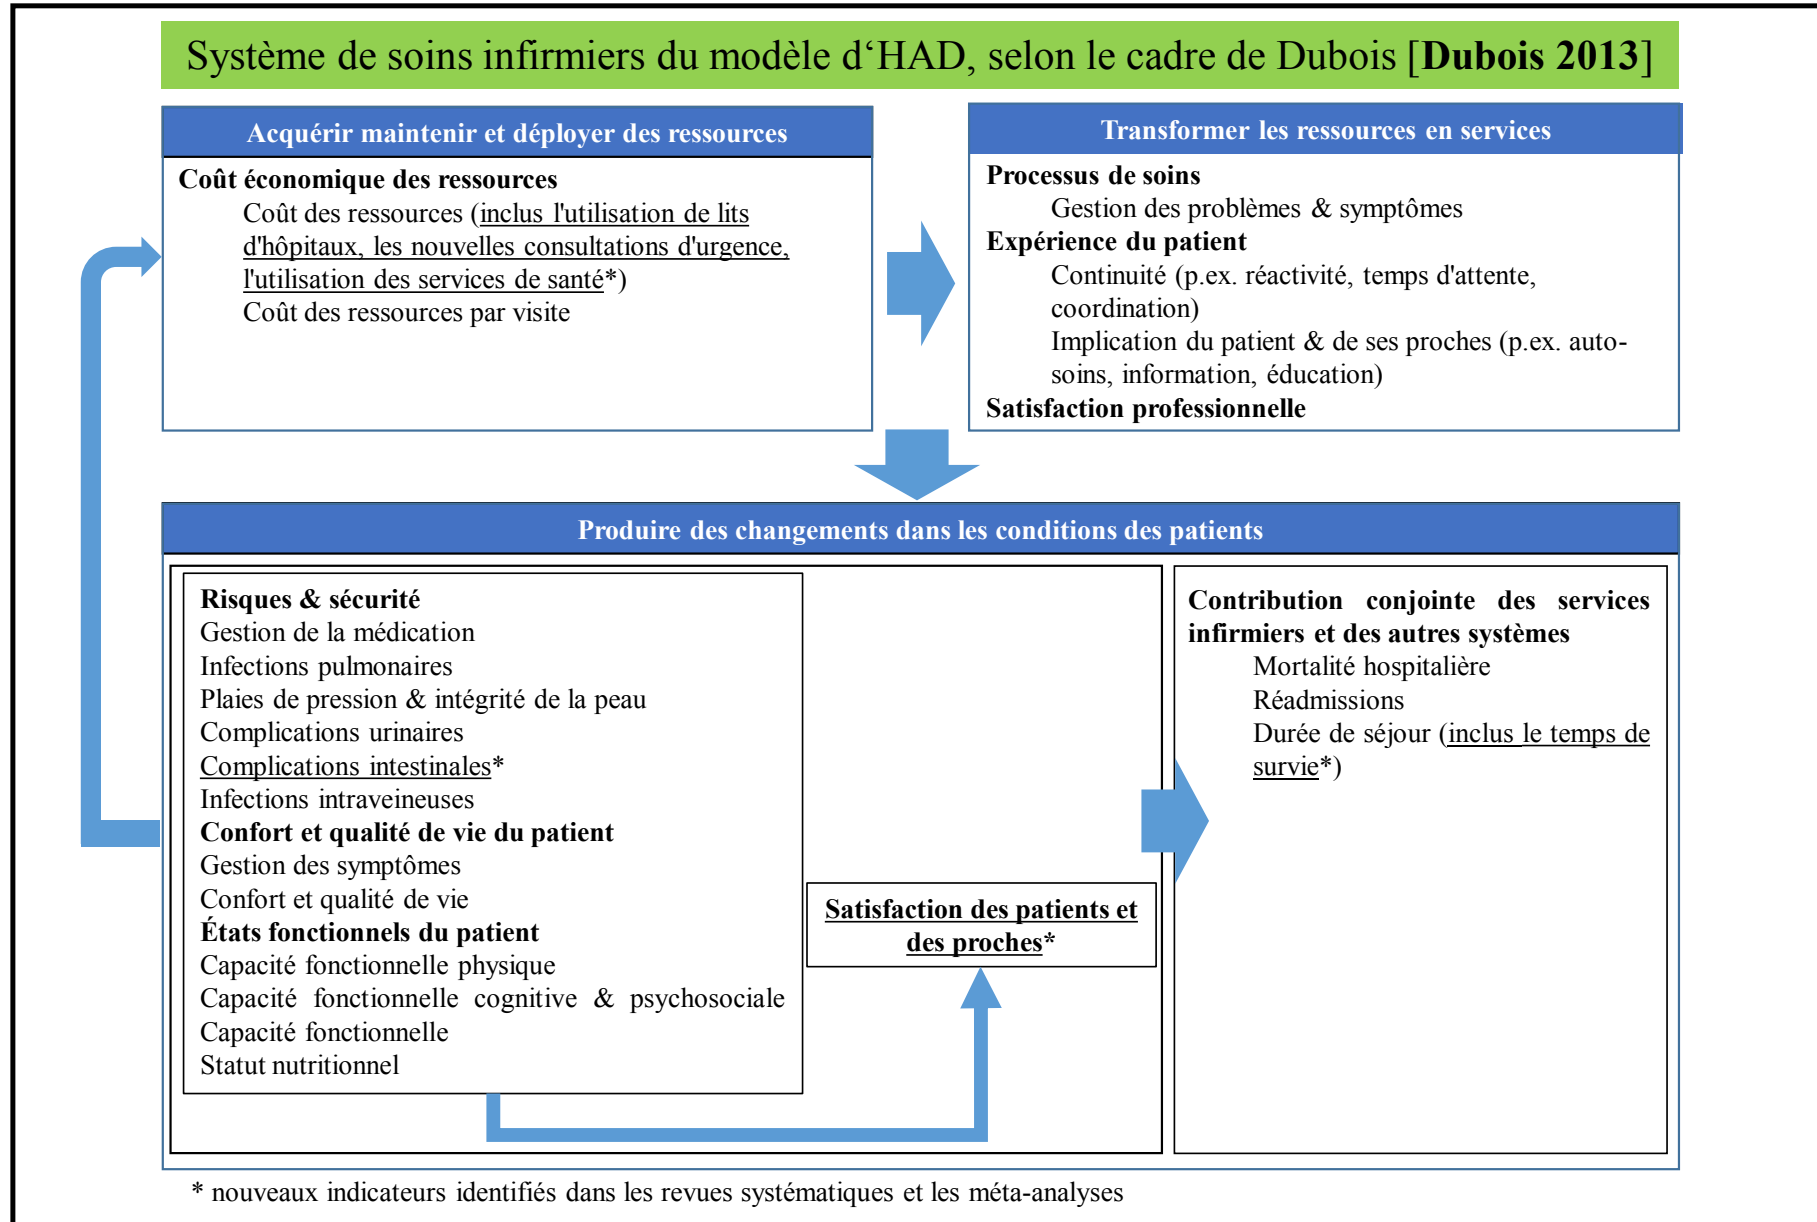 Système de soins infirmiers du modèle d‘HAD, selon le cadre de Dubois [Dubois 2013]
Acquérir maintenir et déployer des ressources
Coût économique des ressources
Coût des ressources (inclus l'utilisation de lits
d'hôpitaux, les nouvelles consultations d'urgence,
l'utilisation des services de santé*)
Coût des ressources par visite
Transformer les ressources en services
Processus de soins
Gestion des problèmes & symptômes
Expérience du patient
Continuité (p.ex. réactivité, temps d'attente,
coordination)
Implication du patient & de ses proches (p.ex. auto-
soins, information, éducation)
Satisfaction professionnelle
Produire des changements dans les conditions des patients
Risques & sécurité
Gestion de la médication
Infections pulmonaires
Plaies de pression & intégrité de la peau
Complications urinaires
Complications intestinales*
Infections intraveineuses
Confort et qualité de vie du patient
Gestion des symptômes
Confort et qualité de vie
États fonctionnels du patient
Capacité fonctionnelle physique
Capacité fonctionnelle cognitive & psychosociale
Capacité fonctionnelle
Statut nutritionnel
Satisfaction des patients et
des proches*
Contribution conjointe des services
infirmiers et des autres systèmes
Mortalité hospitalière
Réadmissions
Durée de séjour (inclus le temps de
survie*)
* nouveaux indicateurs identifiés dans les revues systématiques et les méta-analyses